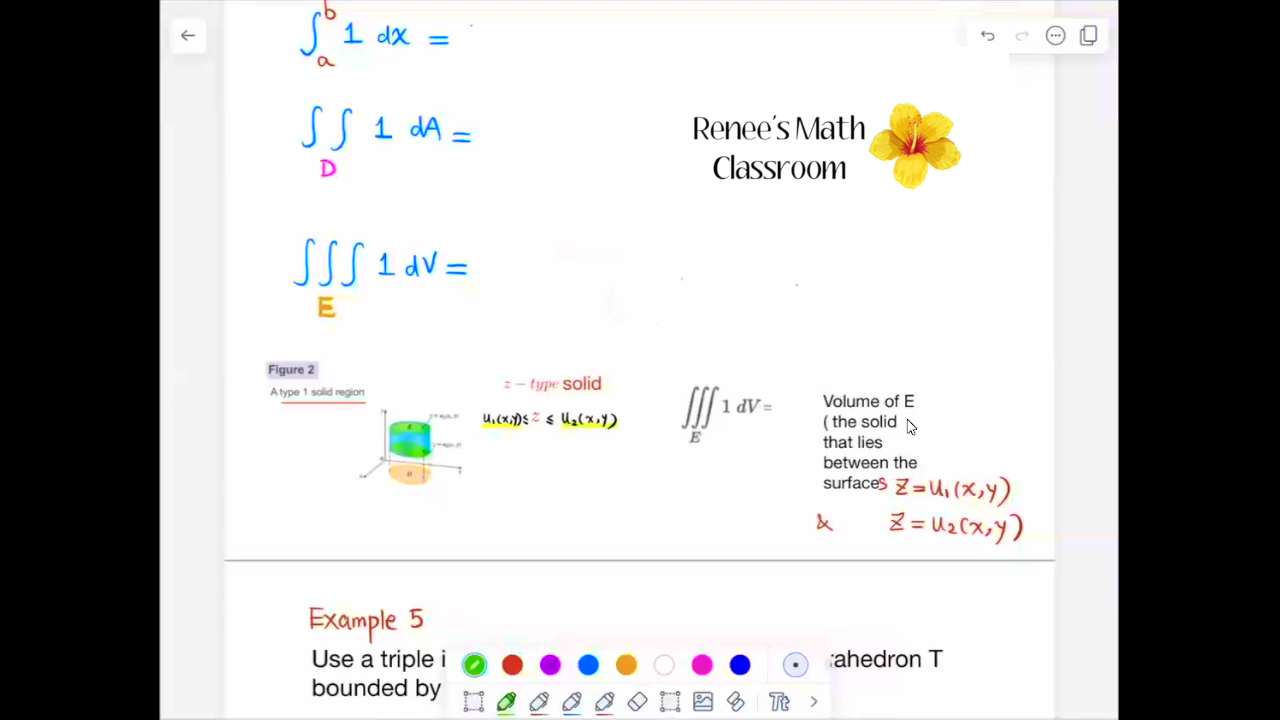 ∫_a^b 1 dx =
Renee's Math
Classroom
∬_D 1 dA =
∭_E 1 dV =
Figure 2
A type 1 solid region
z − type solid
u₁(x,y) ≤ z ≤ u₂(x,y)
∭_E 1 dV =
Volume of E
( the solid
that lies
between the
surfaces z = u₁(x,y)
& z = u₂(x,y)
Example 5
Use a triple i
rahedron T
bounded by
Tt